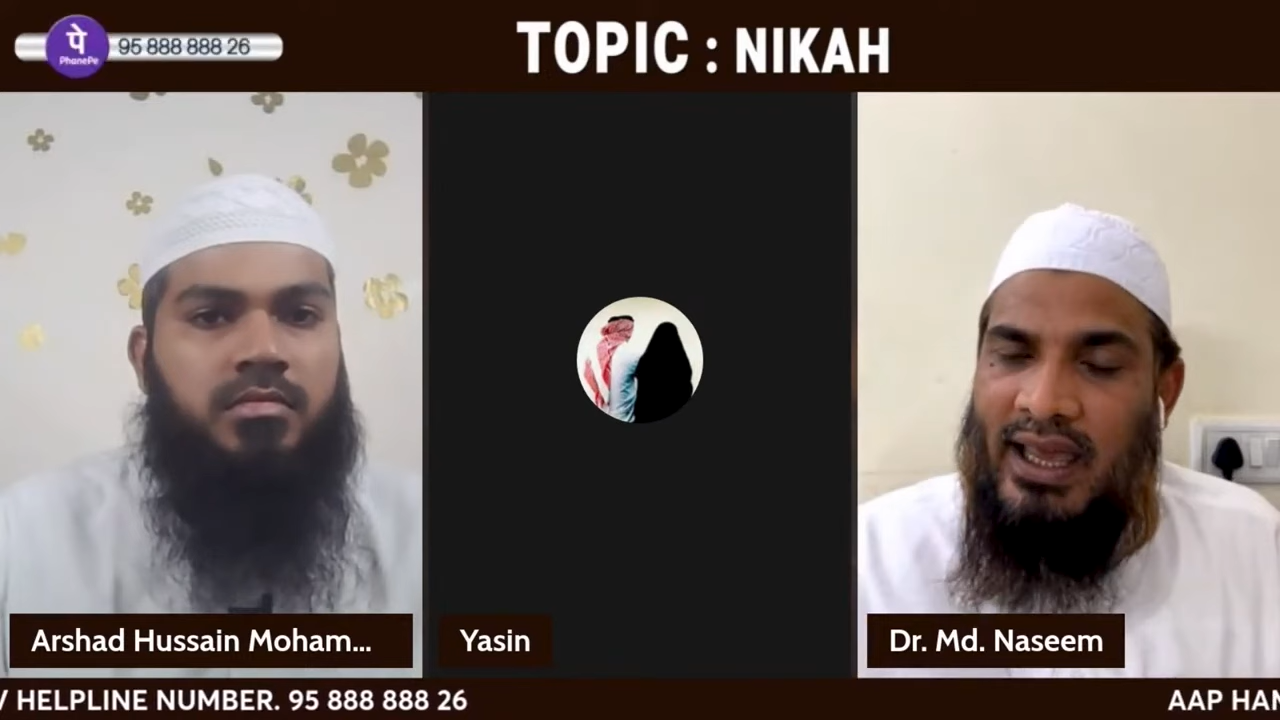 पे
PhanePe
95 888 888 26
TOPIC : NIKAH
Arshad Hussain Moham...
Yasin
Dr. Md. Naseem
/ HELPLINE NUMBER. 95 888 888 26
AAP HAM